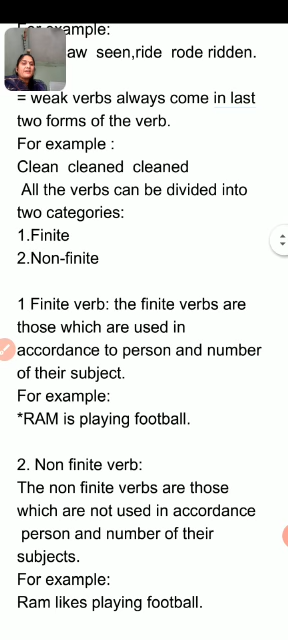 For example:
aw seen,ride rode ridden.
= weak verbs always come in last
two forms of the verb.
For example :
Clean cleaned cleaned
All the verbs can be divided into
two categories:
1.Finite
2.Non-finite
1 Finite verb: the finite verbs are
those which are used in
accordance to person and number
of their subject.
For example:
*RAM is playing football.
2. Non finite verb:
The non finite verbs are those
which are not used in accordance
person and number of their
subjects.
For example:
Ram likes playing football.